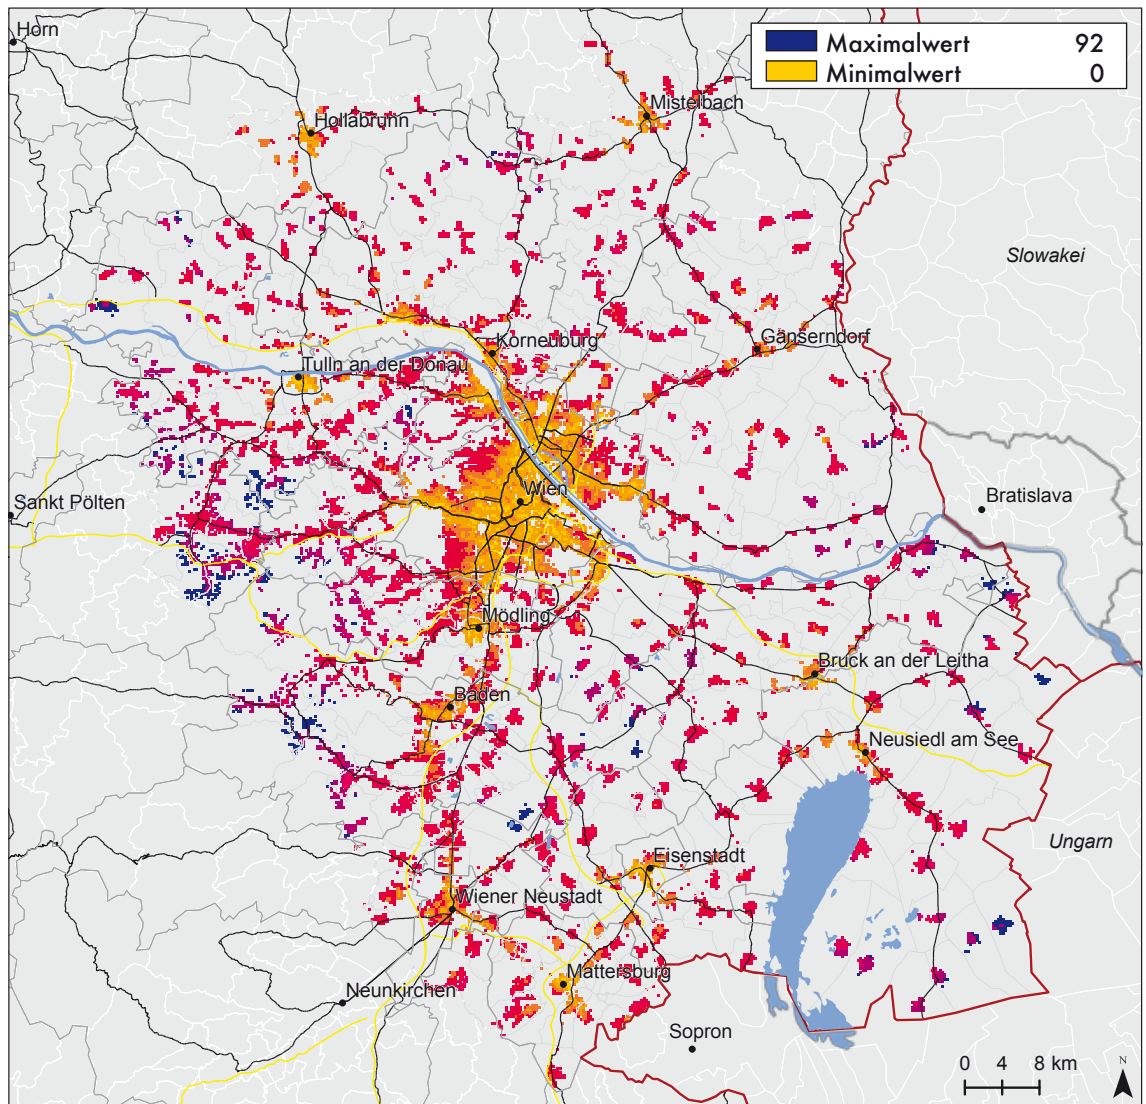 Horn
Maximalwert 92
Minimalwert 0
Mistelbach
Hollabrunn
Slowakei
Korneuburg
Gänserndorf
Tulln an der Donau
Wien
Sankt Pölten
Bratislava
Mödling
Bruck an der Leitha
Baden
Neusiedl am See
Ungarn
Eisenstadt
Wiener Neustadt
Mattersburg
Neunkirchen
Sopron
0 4 8 km
N